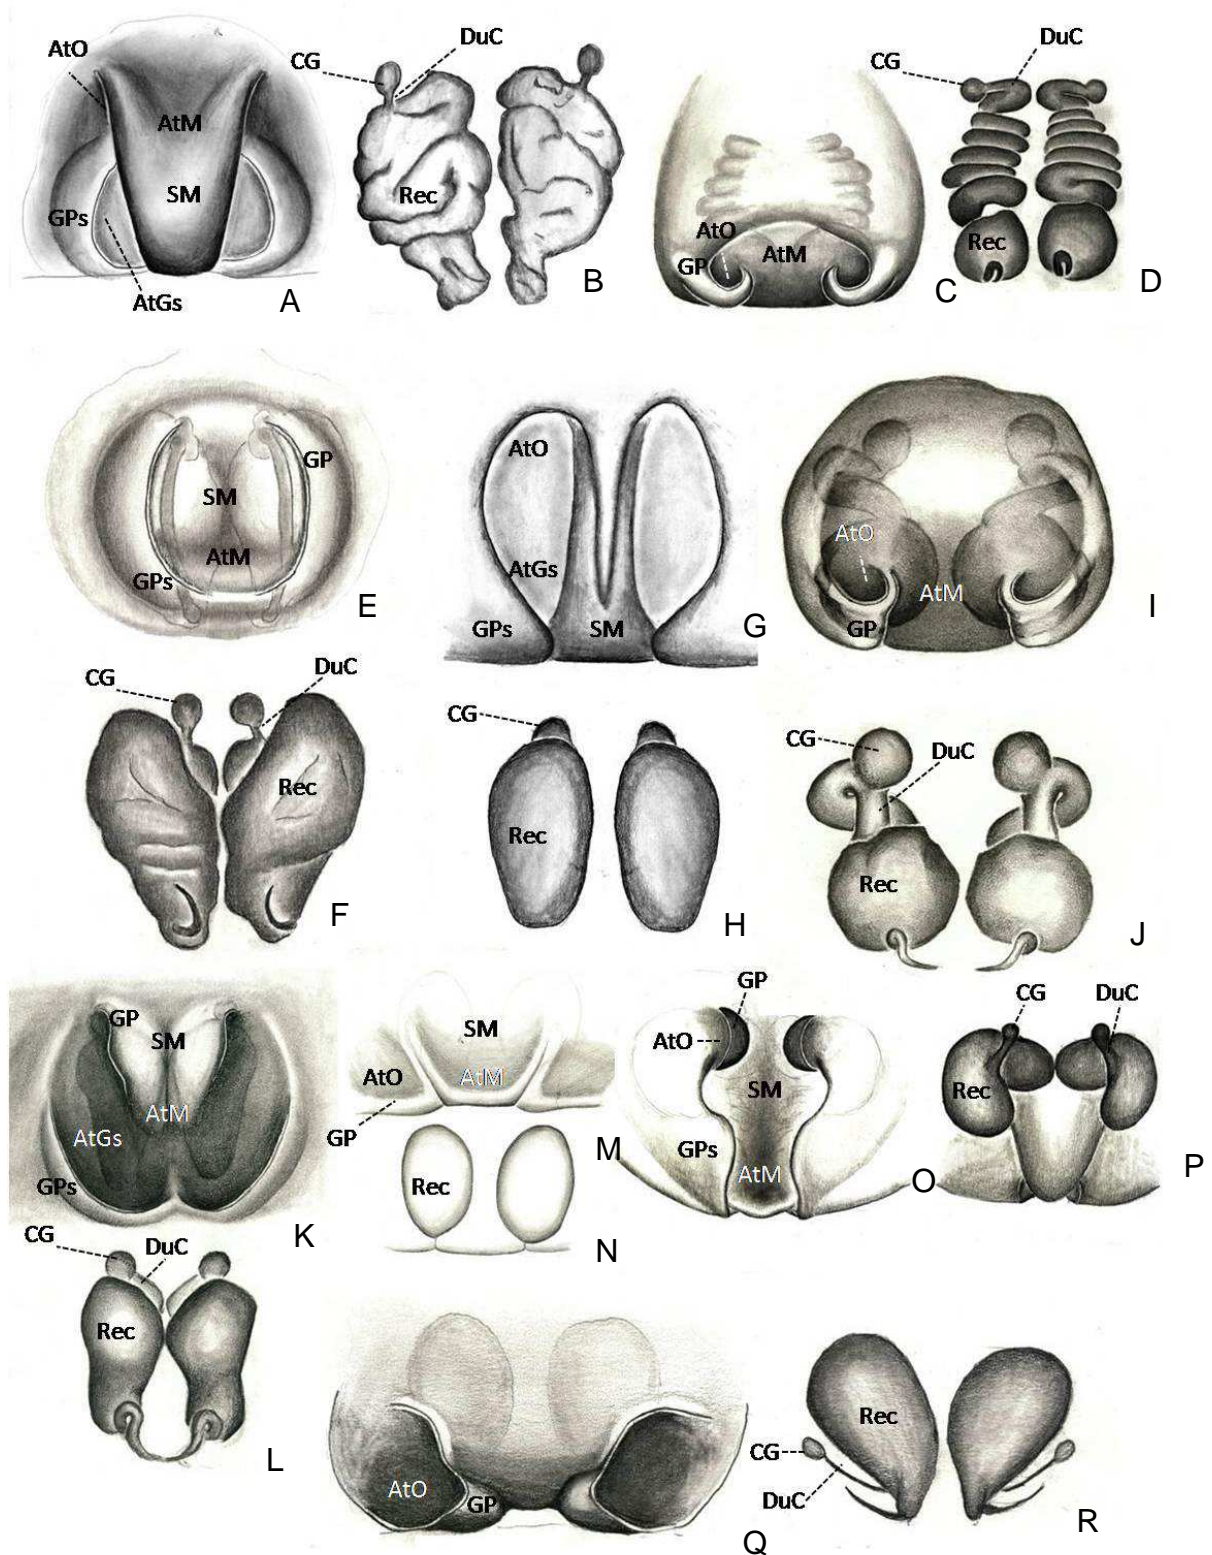 AtO
AtM
SM
GPs
AtGs
A
CG
DuC
Rec
B
AtO
GP
AtM
C
CG
DuC
Rec
D
GP
SM
AtM
GPs
E
CG
DuC
Rec
F
AtO
AtGs
GPs
SM
G
CG
Rec
H
AtO
AtM
GP
I
CG
DuC
Rec
J
GP
SM
AtM
AtGs
GPs
K
CG
DuC
Rec
L
SM
AtO
AtM
GP
M
Rec
N
GP
AtO
SM
GPs
AtM
O
CG
DuC
Rec
P
AtO
GP
Q
Rec
CG
DuC
R